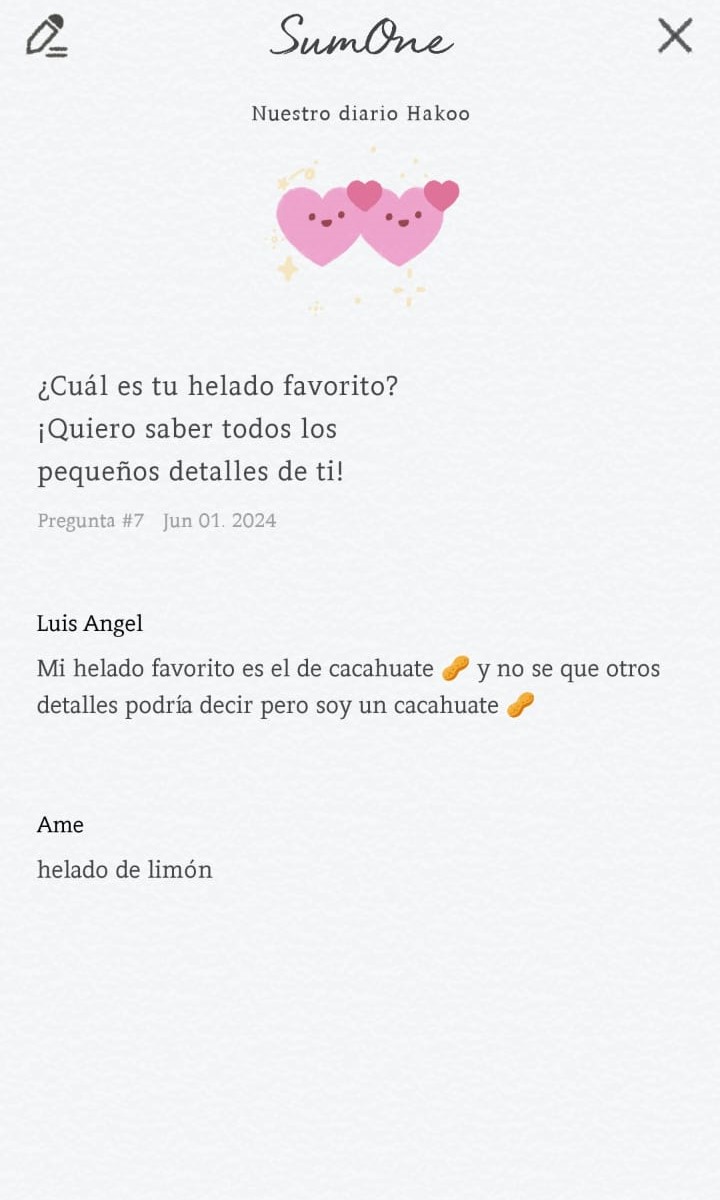 SumOne
Nuestro diario Hakoo
¿Cuál es tu helado favorito?
¡Quiero saber todos los
pequeños detalles de ti!
Pregunta #7 Jun 01. 2024
Luis Angel
Mi helado favorito es el de cacahuate 🥜 y no se que otros
detalles podría decir pero soy un cacahuate 🥜
Ame
helado de limón